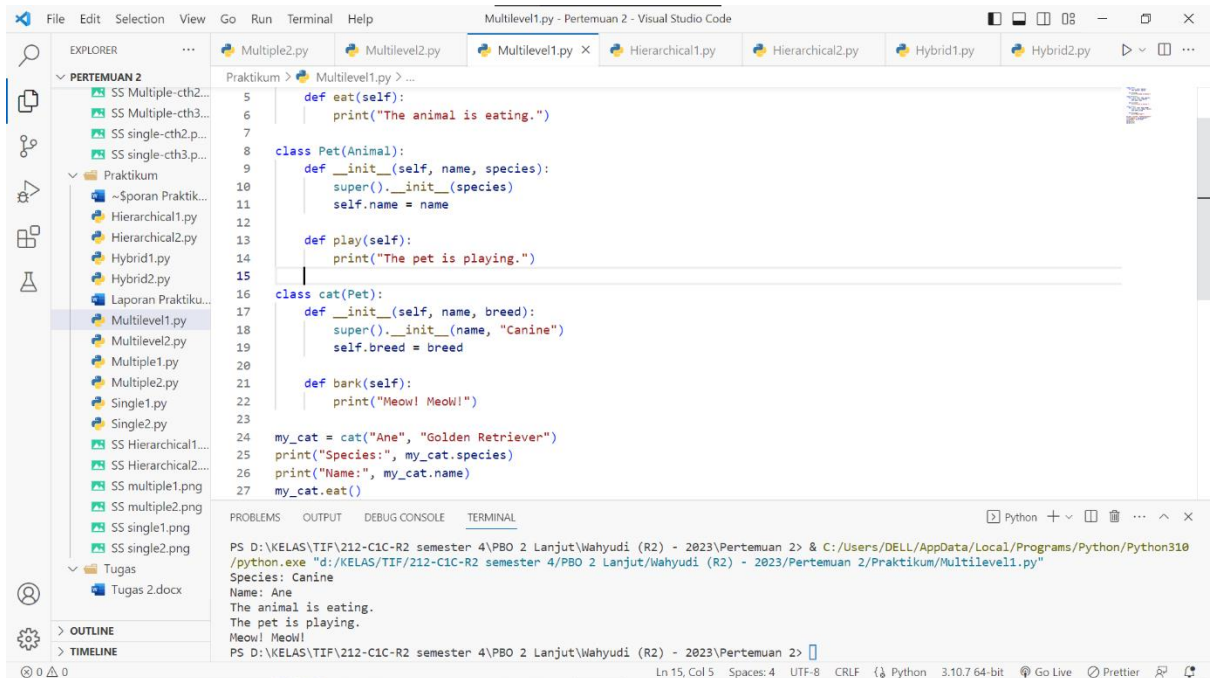 File Edit Selection View Go Run Terminal Help Multilevel1.py - Pertemuan 2 - Visual Studio Code
EXPLORER ...
PERTEMUAN 2
SS Multiple-cth2...
SS Multiple-cth3...
SS single-cth2.p...
SS single-cth3.p...
Praktikum
~$poran Praktik...
Hierarchical1.py
Hierarchical2.py
Hybrid1.py
Hybrid2.py
Laporan Praktiku...
Multilevel1.py
Multilevel2.py
Multiple1.py
Multiple2.py
Single1.py
Single2.py
SS Hierarchical1....
SS Hierarchical2....
SS multiple1.png
SS multiple2.png
SS single1.png
SS single2.png
Tugas
Tugas 2.docx
OUTLINE
TIMELINE
Multiple2.py Multilevel2.py Multilevel1.py Hierarchical1.py Hierarchical2.py Hybrid1.py Hybrid2.py ...
Praktikum > Multilevel1.py > ...
5 def eat(self):
6 print("The animal is eating.")
7
8 class Pet(Animal):
9 def __init__(self, name, species):
10 super().__init__(species)
11 self.name = name
12
13 def play(self):
14 print("The pet is playing.")
15
16 class cat(Pet):
17 def __init__(self, name, breed):
18 super().__init__(name, "Canine")
19 self.breed = breed
20
21 def bark(self):
22 print("Meow! MeoW!")
23
24 my_cat = cat("Ane", "Golden Retriever")
25 print("Species:", my_cat.species)
26 print("Name:", my_cat.name)
27 my_cat.eat()
PROBLEMS OUTPUT DEBUG CONSOLE TERMINAL Python
PS D:\KELAS\TIF\212-C1C-R2 semester 4\PBO 2 Lanjut\Wahyudi (R2) - 2023\Pertemuan 2> & C:/Users/DELL/AppData/Local/Programs/Python/Python310
/python.exe "d:/KELAS/TIF/212-C1C-R2 semester 4/PBO 2 Lanjut/Wahyudi (R2) - 2023/Pertemuan 2/Praktikum/Multilevel1.py"
Species: Canine
Name: Ane
The animal is eating.
The pet is playing.
Meow! MeoW!
PS D:\KELAS\TIF\212-C1C-R2 semester 4\PBO 2 Lanjut\Wahyudi (R2) - 2023\Pertemuan 2>
0 0 Ln 15, Col 5 Spaces: 4 UTF-8 CRLF Python 3.10.7 64-bit Go Live Prettier